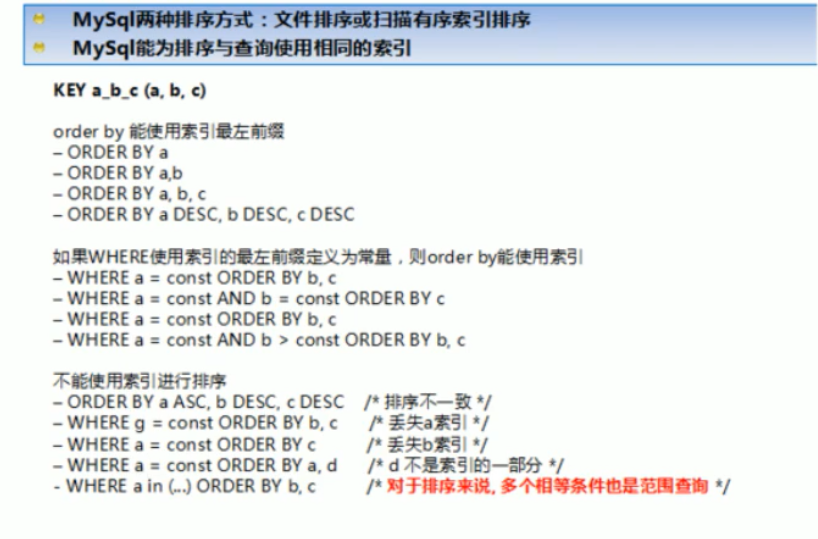 MySql两种排序方式：文件排序或扫描有序索引排序
MySql能为排序与查询使用相同的索引
KEY a_b_c (a, b, c)
order by 能使用索引最左前缀
– ORDER BY a
– ORDER BY a,b
– ORDER BY a, b, c
– ORDER BY a DESC, b DESC, c DESC
如果WHERE使用索引的最左前缀定义为常量，则order by能使用索引
– WHERE a = const ORDER BY b, c
– WHERE a = const AND b = const ORDER BY c
– WHERE a = const ORDER BY b, c
– WHERE a = const AND b > const ORDER BY b, c
不能使用索引进行排序
– ORDER BY a ASC, b DESC, c DESC /* 排序不一致 */
– WHERE g = const ORDER BY b, c /* 丢失a索引 */
– WHERE a = const ORDER BY c /* 丢失b索引 */
– WHERE a = const ORDER BY a, d /* d 不是索引的一部分 */
- WHERE a in (...) ORDER BY b, c /* 对于排序来说, 多个相等条件也是范围查询 */